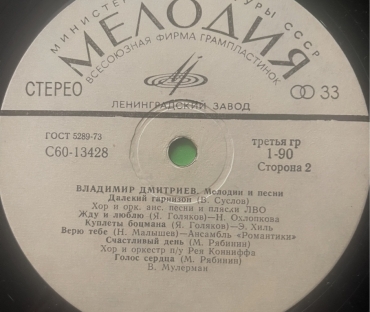 МИНИСТЕ УРЫ СССР
МЕЛОДИЯ
ВСЕСОЮЗНАЯ ФИРМА ГРАМПЛАСТИНОК
СТЕРЕО 33
ЛЕНИНГРАДСКИЙ ЗАВОД
ГОСТ 5289-73 третья гр
С60-13428 1-90
Сторона 2
ВЛАДИМИР ДМИТРИЕВ. Мелодии и песни
Далекий гарнизон (В. Суслов)
Хор и орк. анс. песни и пляски ЛВО
Жду и люблю (Я. Голяков)—Н. Охлопкова
Куплеты боцмана (Я. Голяков)—Э. Хиль
Верю тебе (Н. Малышев)—Ансамбль «Романтики»
Счастливый день (М. Рябинин)
Хор и оркестр п/у Рея Конниффа
Голос сердца (М. Рябинин)
В. Мулерман